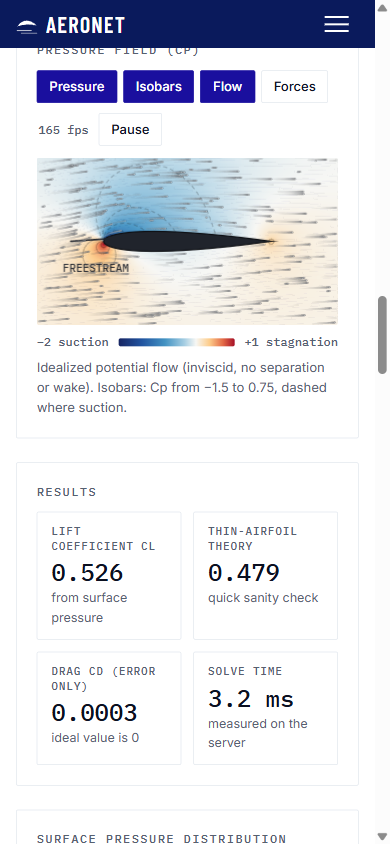 AERONET
PRESSURE FIELD (CP)
Pressure
Isobars
Flow
Forces
165 fps
Pause
FREESTREAM
−2 suction
+1 stagnation
Idealized potential flow (inviscid, no separation
or wake). Isobars: Cp from −1.5 to 0.75, dashed
where suction.
RESULTS
LIFT
COEFFICIENT CL
0.526
from surface
pressure
THIN-AIRFOIL
THEORY
0.479
quick sanity check
DRAG CD (ERROR
ONLY)
0.0003
ideal value is 0
SOLVE TIME
3.2 ms
measured on the
server
SURFACE PRESSURE DISTRIBUTION